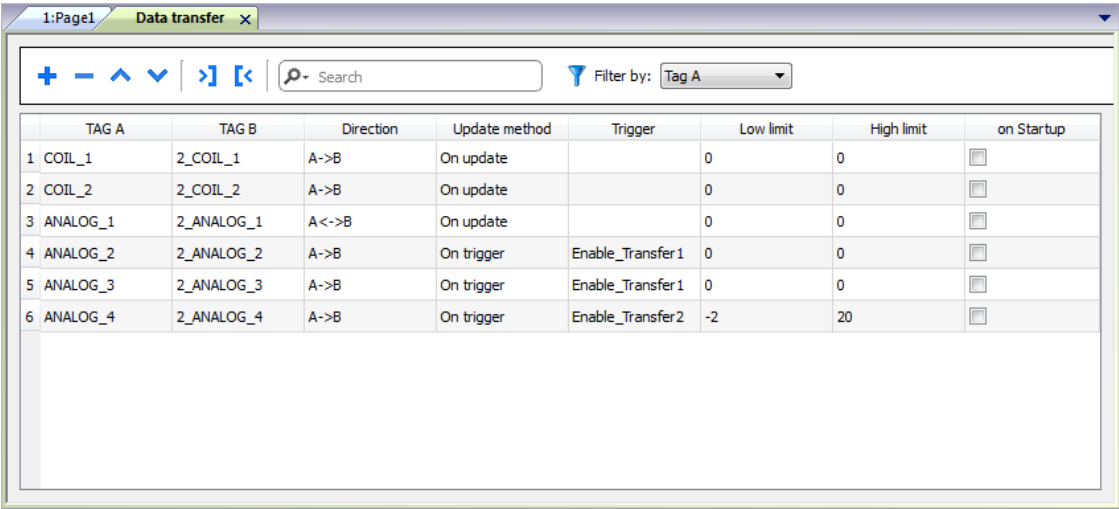 1:Page1 Data transfer
Search Filter by: Tag A
TAG A TAG B Direction Update method Trigger Low limit High limit on Startup
1 COIL_1 2_COIL_1 A->B On update 0 0
2 COIL_2 2_COIL_2 A->B On update 0 0
3 ANALOG_1 2_ANALOG_1 A<->B On update 0 0
4 ANALOG_2 2_ANALOG_2 A->B On trigger Enable_Transfer1 0 0
5 ANALOG_3 2_ANALOG_3 A->B On trigger Enable_Transfer1 0 0
6 ANALOG_4 2_ANALOG_4 A->B On trigger Enable_Transfer2 -2 20